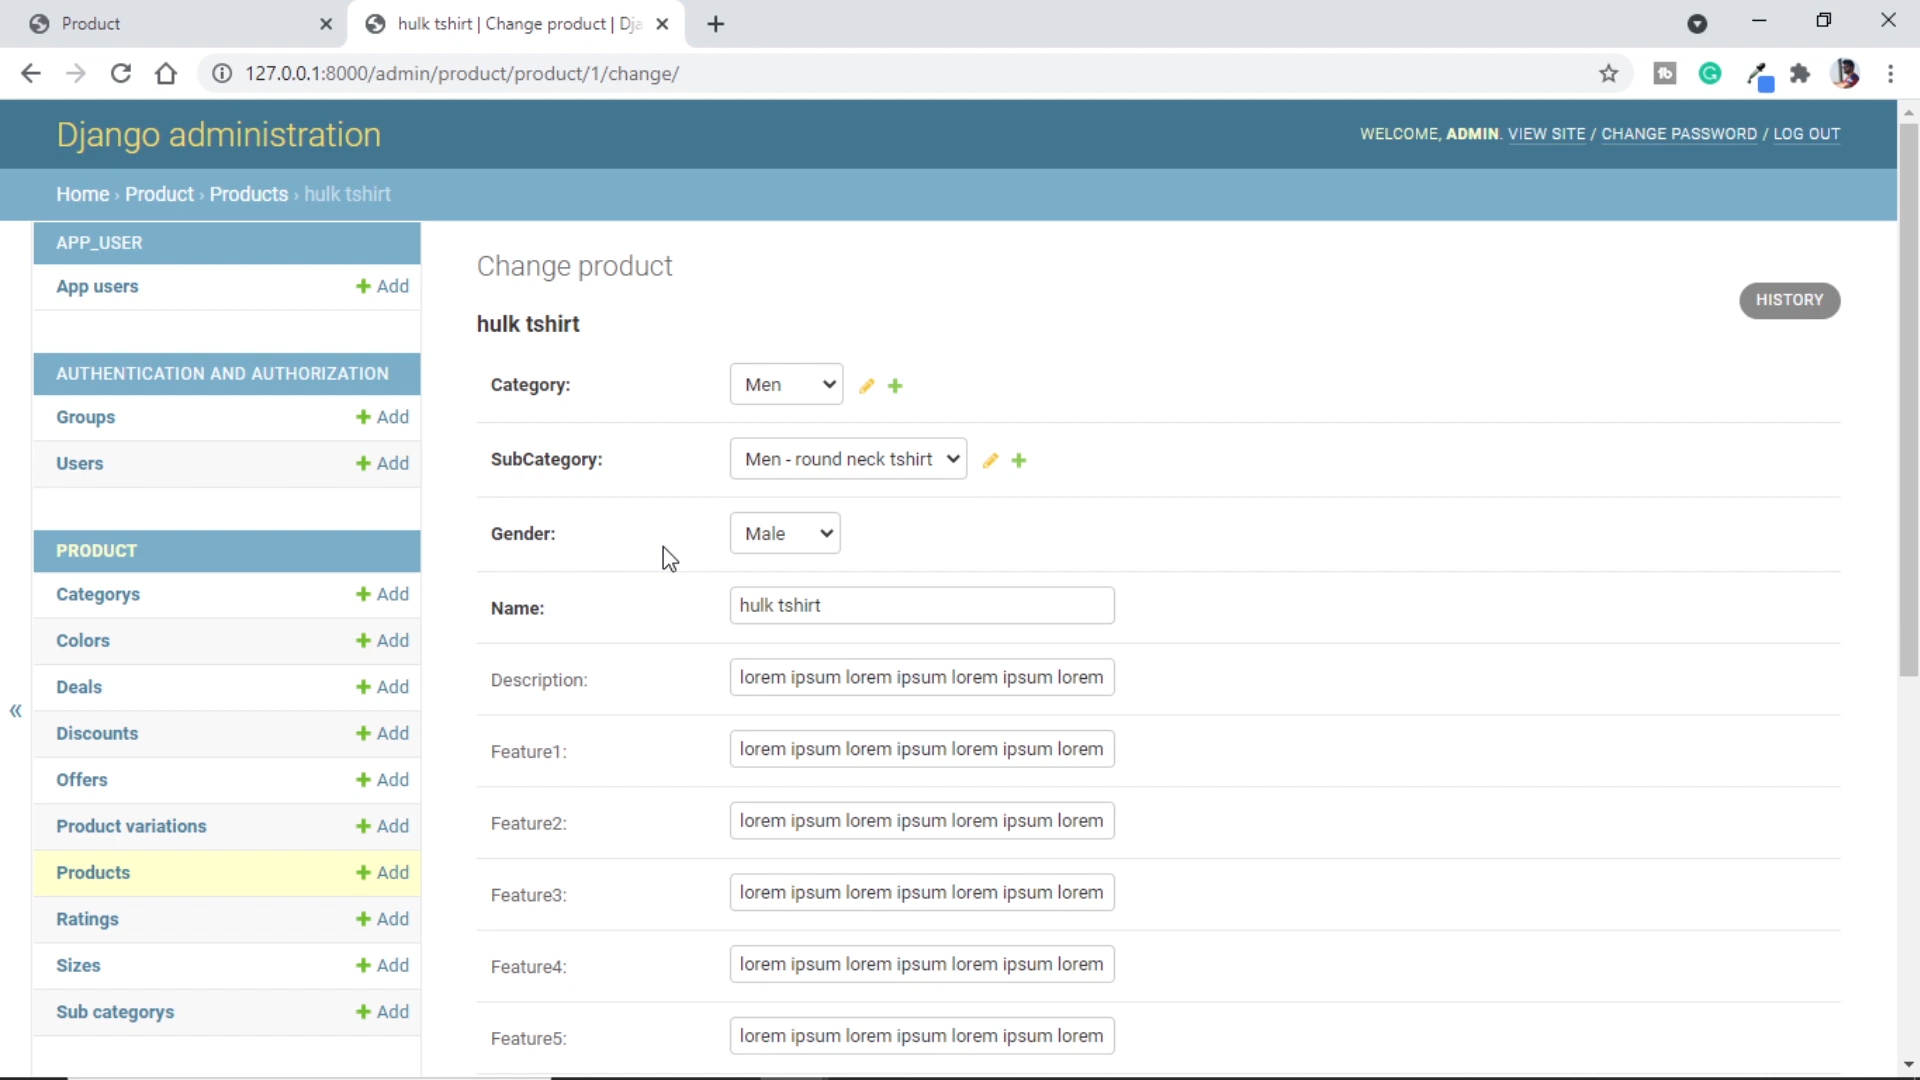 Product
hulk tshirt | Change product | Dja
127.0.0.1:8000/admin/product/product/1/change/
Django administration
WELCOME, ADMIN. VIEW SITE / CHANGE PASSWORD / LOG OUT
Home › Product › Products › hulk tshirt
APP_USER
App users + Add
AUTHENTICATION AND AUTHORIZATION
Groups + Add
Users + Add
PRODUCT
Categorys + Add
Colors + Add
Deals + Add
Discounts + Add
Offers + Add
Product variations + Add
Products + Add
Ratings + Add
Sizes + Add
Sub categorys + Add
«
Change product
HISTORY
hulk tshirt
Category: Men
SubCategory: Men - round neck tshirt
Gender: Male
Name: hulk tshirt
Description: lorem ipsum lorem ipsum lorem ipsum lorem
Feature1: lorem ipsum lorem ipsum lorem ipsum lorem
Feature2: lorem ipsum lorem ipsum lorem ipsum lorem
Feature3: lorem ipsum lorem ipsum lorem ipsum lorem
Feature4: lorem ipsum lorem ipsum lorem ipsum lorem
Feature5: lorem ipsum lorem ipsum lorem ipsum lorem